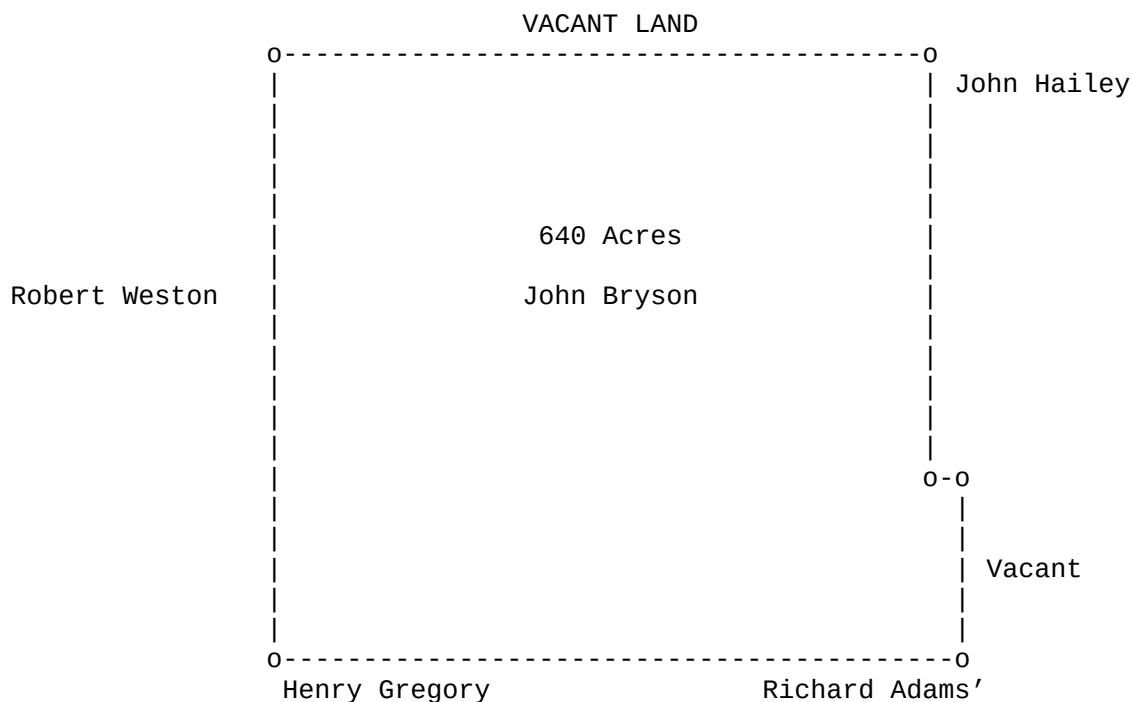 VACANT LAND
John Hailey
640 Acres
Robert Weston John Bryson
Vacant
Henry Gregory Richard Adams’